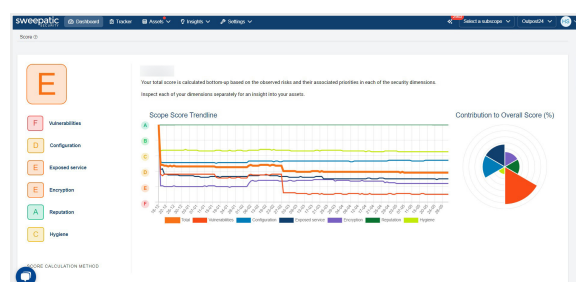 sweepatic
SECURITY
Dashboard
Tracker
Assets
Insights
Settings
Select a subscope
Outpost24
HS
Score
E
Your total score is calculated bottom-up based on the observed risks and their associated priorities in each of the security dimensions.
Inspect each of your dimensions separately for an insight into your assets.
F Vulnerabilities
D Configuration
E Exposed service
E Encryption
A Reputation
C Hygiene
SCORE CALCULATION METHOD
Scope Score Trendline
A
B
C
D
E
F
Total Vulnerabilities Configuration Exposed service Encryption Reputation Hygiene
Contribution to Overall Score (%)